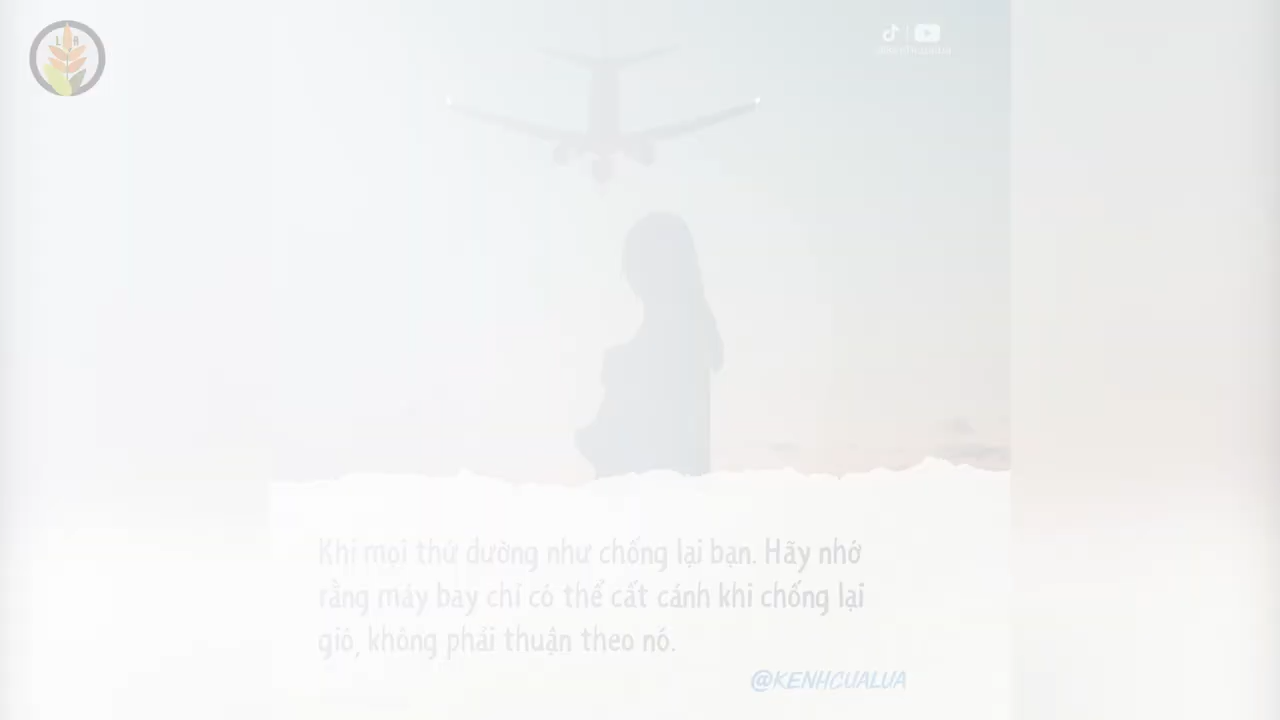 L A
Khi mọi thứ dường như chống lại bạn. Hãy nhớ
rằng máy bay chỉ có thể cất cánh khi chống lại
gió, không phải thuận theo nó.
@KENHCUALUA